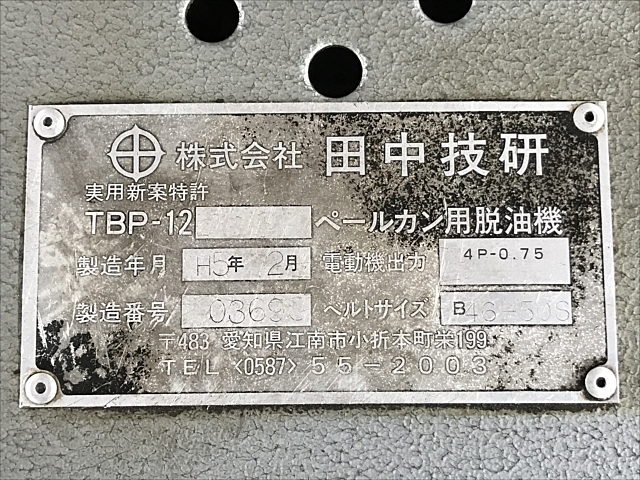 株式会社 田中技研
実用新案特許
TBP-12 ペールカン用脱油機
製造年月 H5年 2月 電動機出力 4P-0.75
製造番号 ベルトサイズ B
〒483 愛知県江南市小折本町栄199
TEL <0587> 55-2003